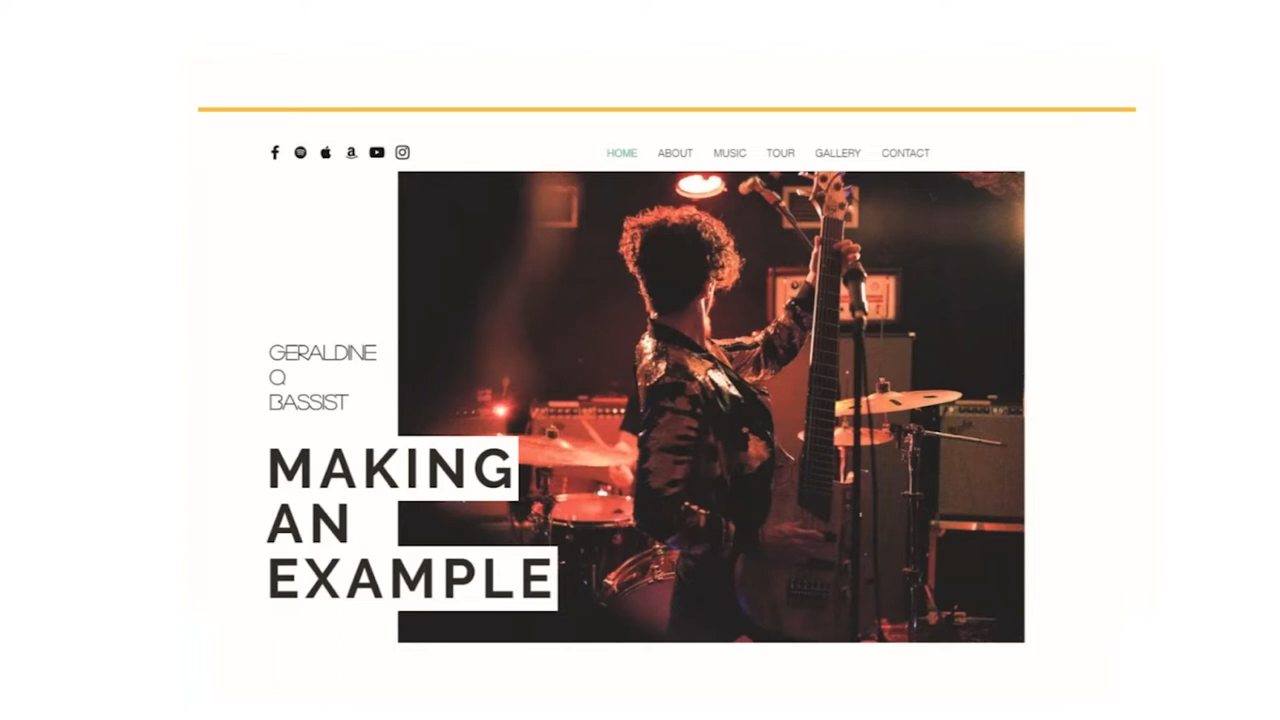 HOME ABOUT MUSIC TOUR GALLERY CONTACT
GERALDINE
Q
BASSIST
MAKING
AN
EXAMPLE